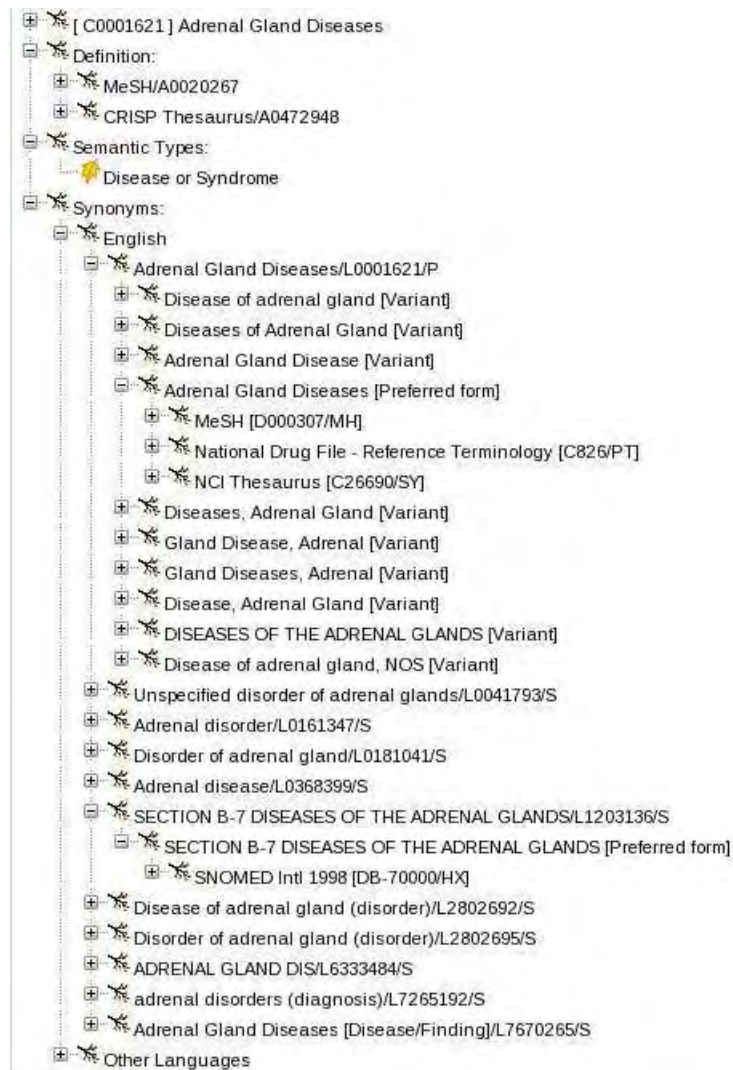 [ C0001621 ] Adrenal Gland Diseases
Definition:
MeSH/A0020267
CRISP Thesaurus/A0472948
Semantic Types:
Disease or Syndrome
Synonyms:
English
Adrenal Gland Diseases/L0001621/P
Disease of adrenal gland [Variant]
Diseases of Adrenal Gland [Variant]
Adrenal Gland Disease [Variant]
Adrenal Gland Diseases [Preferred form]
MeSH [D000307/MH]
National Drug File - Reference Terminology [C826/PT]
NCI Thesaurus [C26690/SY]
Diseases, Adrenal Gland [Variant]
Gland Disease, Adrenal [Variant]
Gland Diseases, Adrenal [Variant]
Disease, Adrenal Gland [Variant]
DISEASES OF THE ADRENAL GLANDS [Variant]
Disease of adrenal gland, NOS [Variant]
Unspecified disorder of adrenal glands/L0041793/S
Adrenal disorder/L0161347/S
Disorder of adrenal gland/L0181041/S
Adrenal disease/L0368399/S
SECTION B-7 DISEASES OF THE ADRENAL GLANDS/L1203136/S
SECTION B-7 DISEASES OF THE ADRENAL GLANDS [Preferred form]
SNOMED Intl 1998 [DB-70000/HX]
Disease of adrenal gland (disorder)/L2802692/S
Disorder of adrenal gland (disorder)/L2802695/S
ADRENAL GLAND DIS/L6333484/S
adrenal disorders (diagnosis)/L7265192/S
Adrenal Gland Diseases [Disease/Finding]/L7670265/S
Other Languages